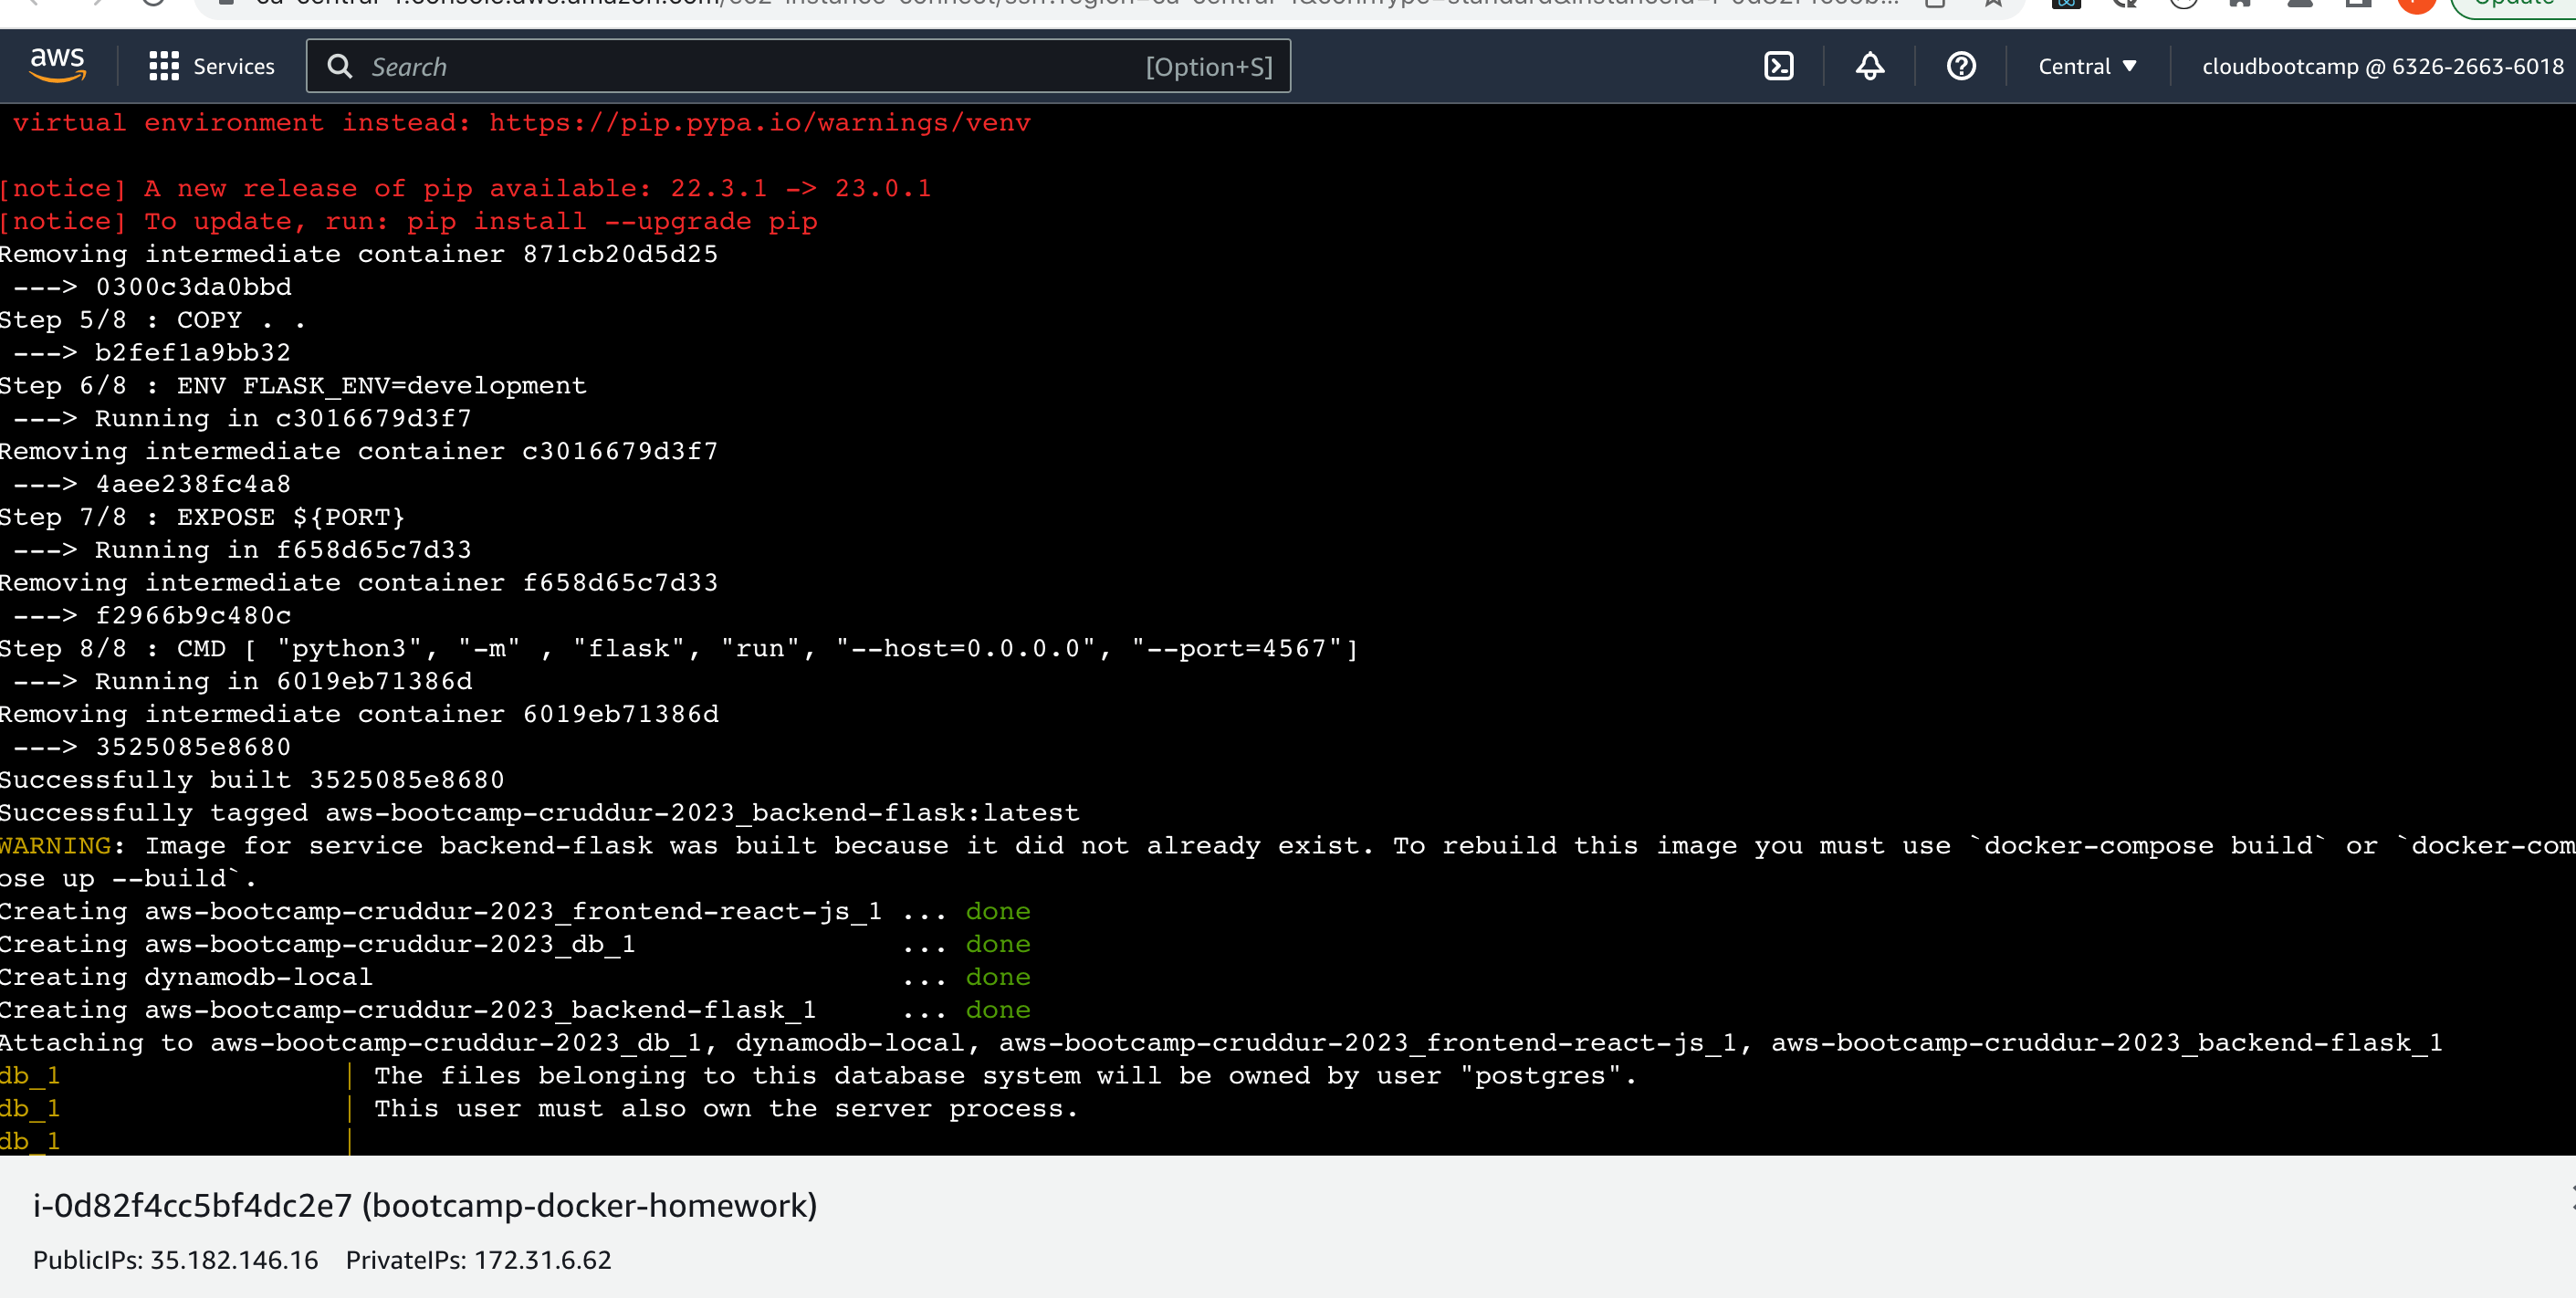 aws Services Search [Option+S] Central cloudbootcamp @ 6326-2663-6018
virtual environment instead: https://pip.pypa.io/warnings/venv
[notice] A new release of pip available: 22.3.1 -> 23.0.1
[notice] To update, run: pip install --upgrade pip
Removing intermediate container 871cb20d5d25
---> 0300c3da0bbd
Step 5/8 : COPY . .
---> b2fef1a9bb32
Step 6/8 : ENV FLASK_ENV=development
---> Running in c3016679d3f7
Removing intermediate container c3016679d3f7
---> 4aee238fc4a8
Step 7/8 : EXPOSE ${PORT}
---> Running in f658d65c7d33
Removing intermediate container f658d65c7d33
---> f2966b9c480c
Step 8/8 : CMD [ "python3", "-m" , "flask", "run", "--host=0.0.0.0", "--port=4567"]
---> Running in 6019eb71386d
Removing intermediate container 6019eb71386d
---> 3525085e8680
Successfully built 3525085e8680
Successfully tagged aws-bootcamp-cruddur-2023_backend-flask:latest
WARNING: Image for service backend-flask was built because it did not already exist. To rebuild this image you must use `docker-compose build` or `docker-com
ose up --build`.
Creating aws-bootcamp-cruddur-2023_frontend-react-js_1 ... done
Creating aws-bootcamp-cruddur-2023_db_1 ... done
Creating dynamodb-local ... done
Creating aws-bootcamp-cruddur-2023_backend-flask_1 ... done
Attaching to aws-bootcamp-cruddur-2023_db_1, dynamodb-local, aws-bootcamp-cruddur-2023_frontend-react-js_1, aws-bootcamp-cruddur-2023_backend-flask_1
db_1 | The files belonging to this database system will be owned by user "postgres".
db_1 | This user must also own the server process.
db_1 |
i-0d82f4cc5bf4dc2e7 (bootcamp-docker-homework)
PublicIPs: 35.182.146.16 PrivateIPs: 172.31.6.62